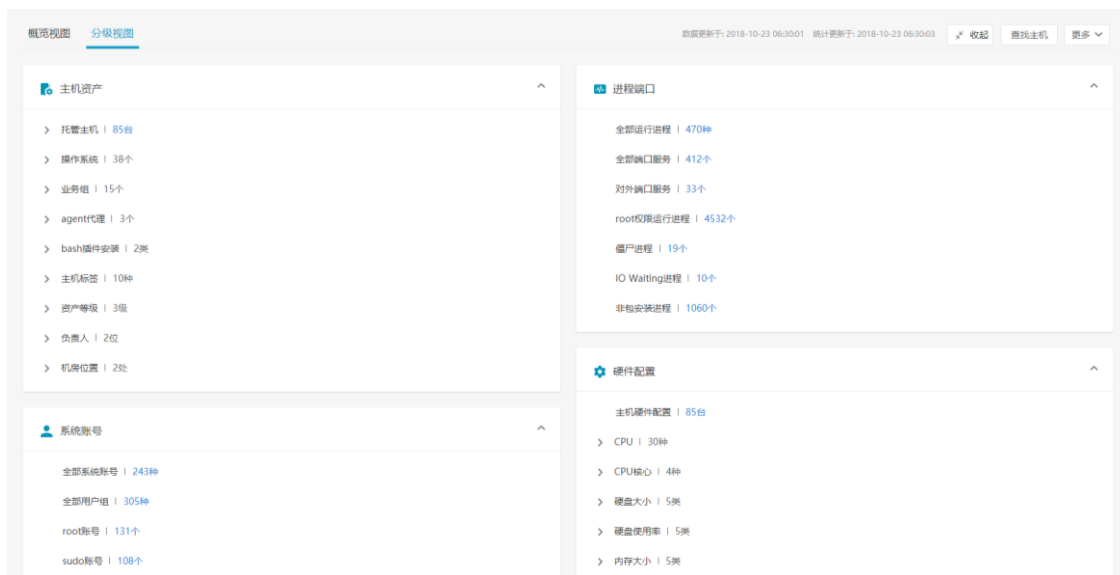 概览视图 分级视图 数据更新于: 2018-10-23 06:30:01 统计更新于: 2018-10-23 06:30:03 收起 查找主机 更多
主机资产
托管主机 | 85台
操作系统 | 38个
业务组 | 15个
agent代理 | 3个
bash插件安装 | 2类
主机标签 | 10种
资产等级 | 3级
负责人 | 2位
机房位置 | 2处
系统账号
全部系统账号 | 243种
全部用户组 | 305种
root账号 | 131个
sudo账号 | 108个
进程端口
全部运行进程 | 470种
全部端口服务 | 412个
对外端口服务 | 33个
root权限运行进程 | 4532个
僵尸进程 | 19个
IO Waiting进程 | 10个
非包安装进程 | 1060个
硬件配置
主机硬件配置 | 85台
CPU | 30种
CPU核心 | 4种
硬盘大小 | 5类
硬盘使用率 | 5类
内存大小 | 5类